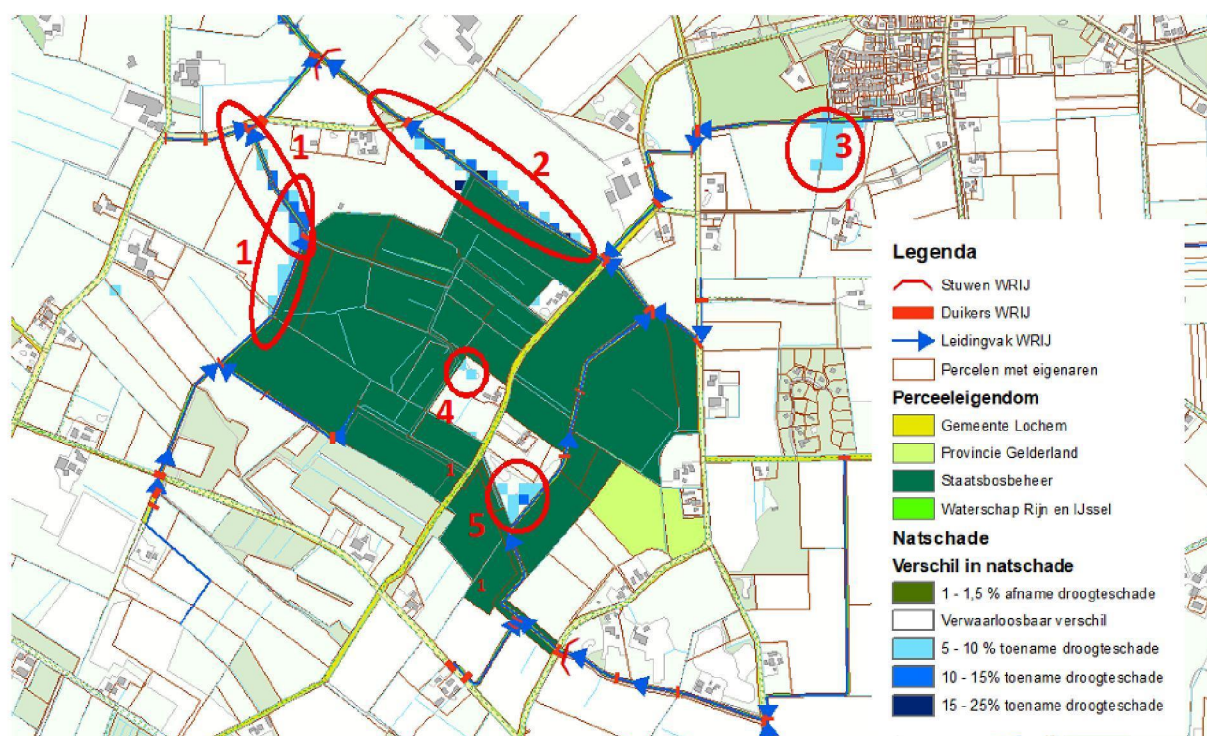 1
2
3
1
4
5
1
1
Legenda
Stuwen WRIJ
Duikers WRIJ
Leidingvak WRIJ
Percelen met eigenaren
Perceeleigendom
Gemeente Lochem
Provincie Gelderland
Staatsbosbeheer
Waterschap Rijn en IJssel
Natschade
Verschil in natschade
1 - 1,5 % afname droogteschade
Verwaarloosbaar verschil
5 - 10 % toename droogteschade
10 - 15% toename droogteschade
15 - 25% toename droogteschade